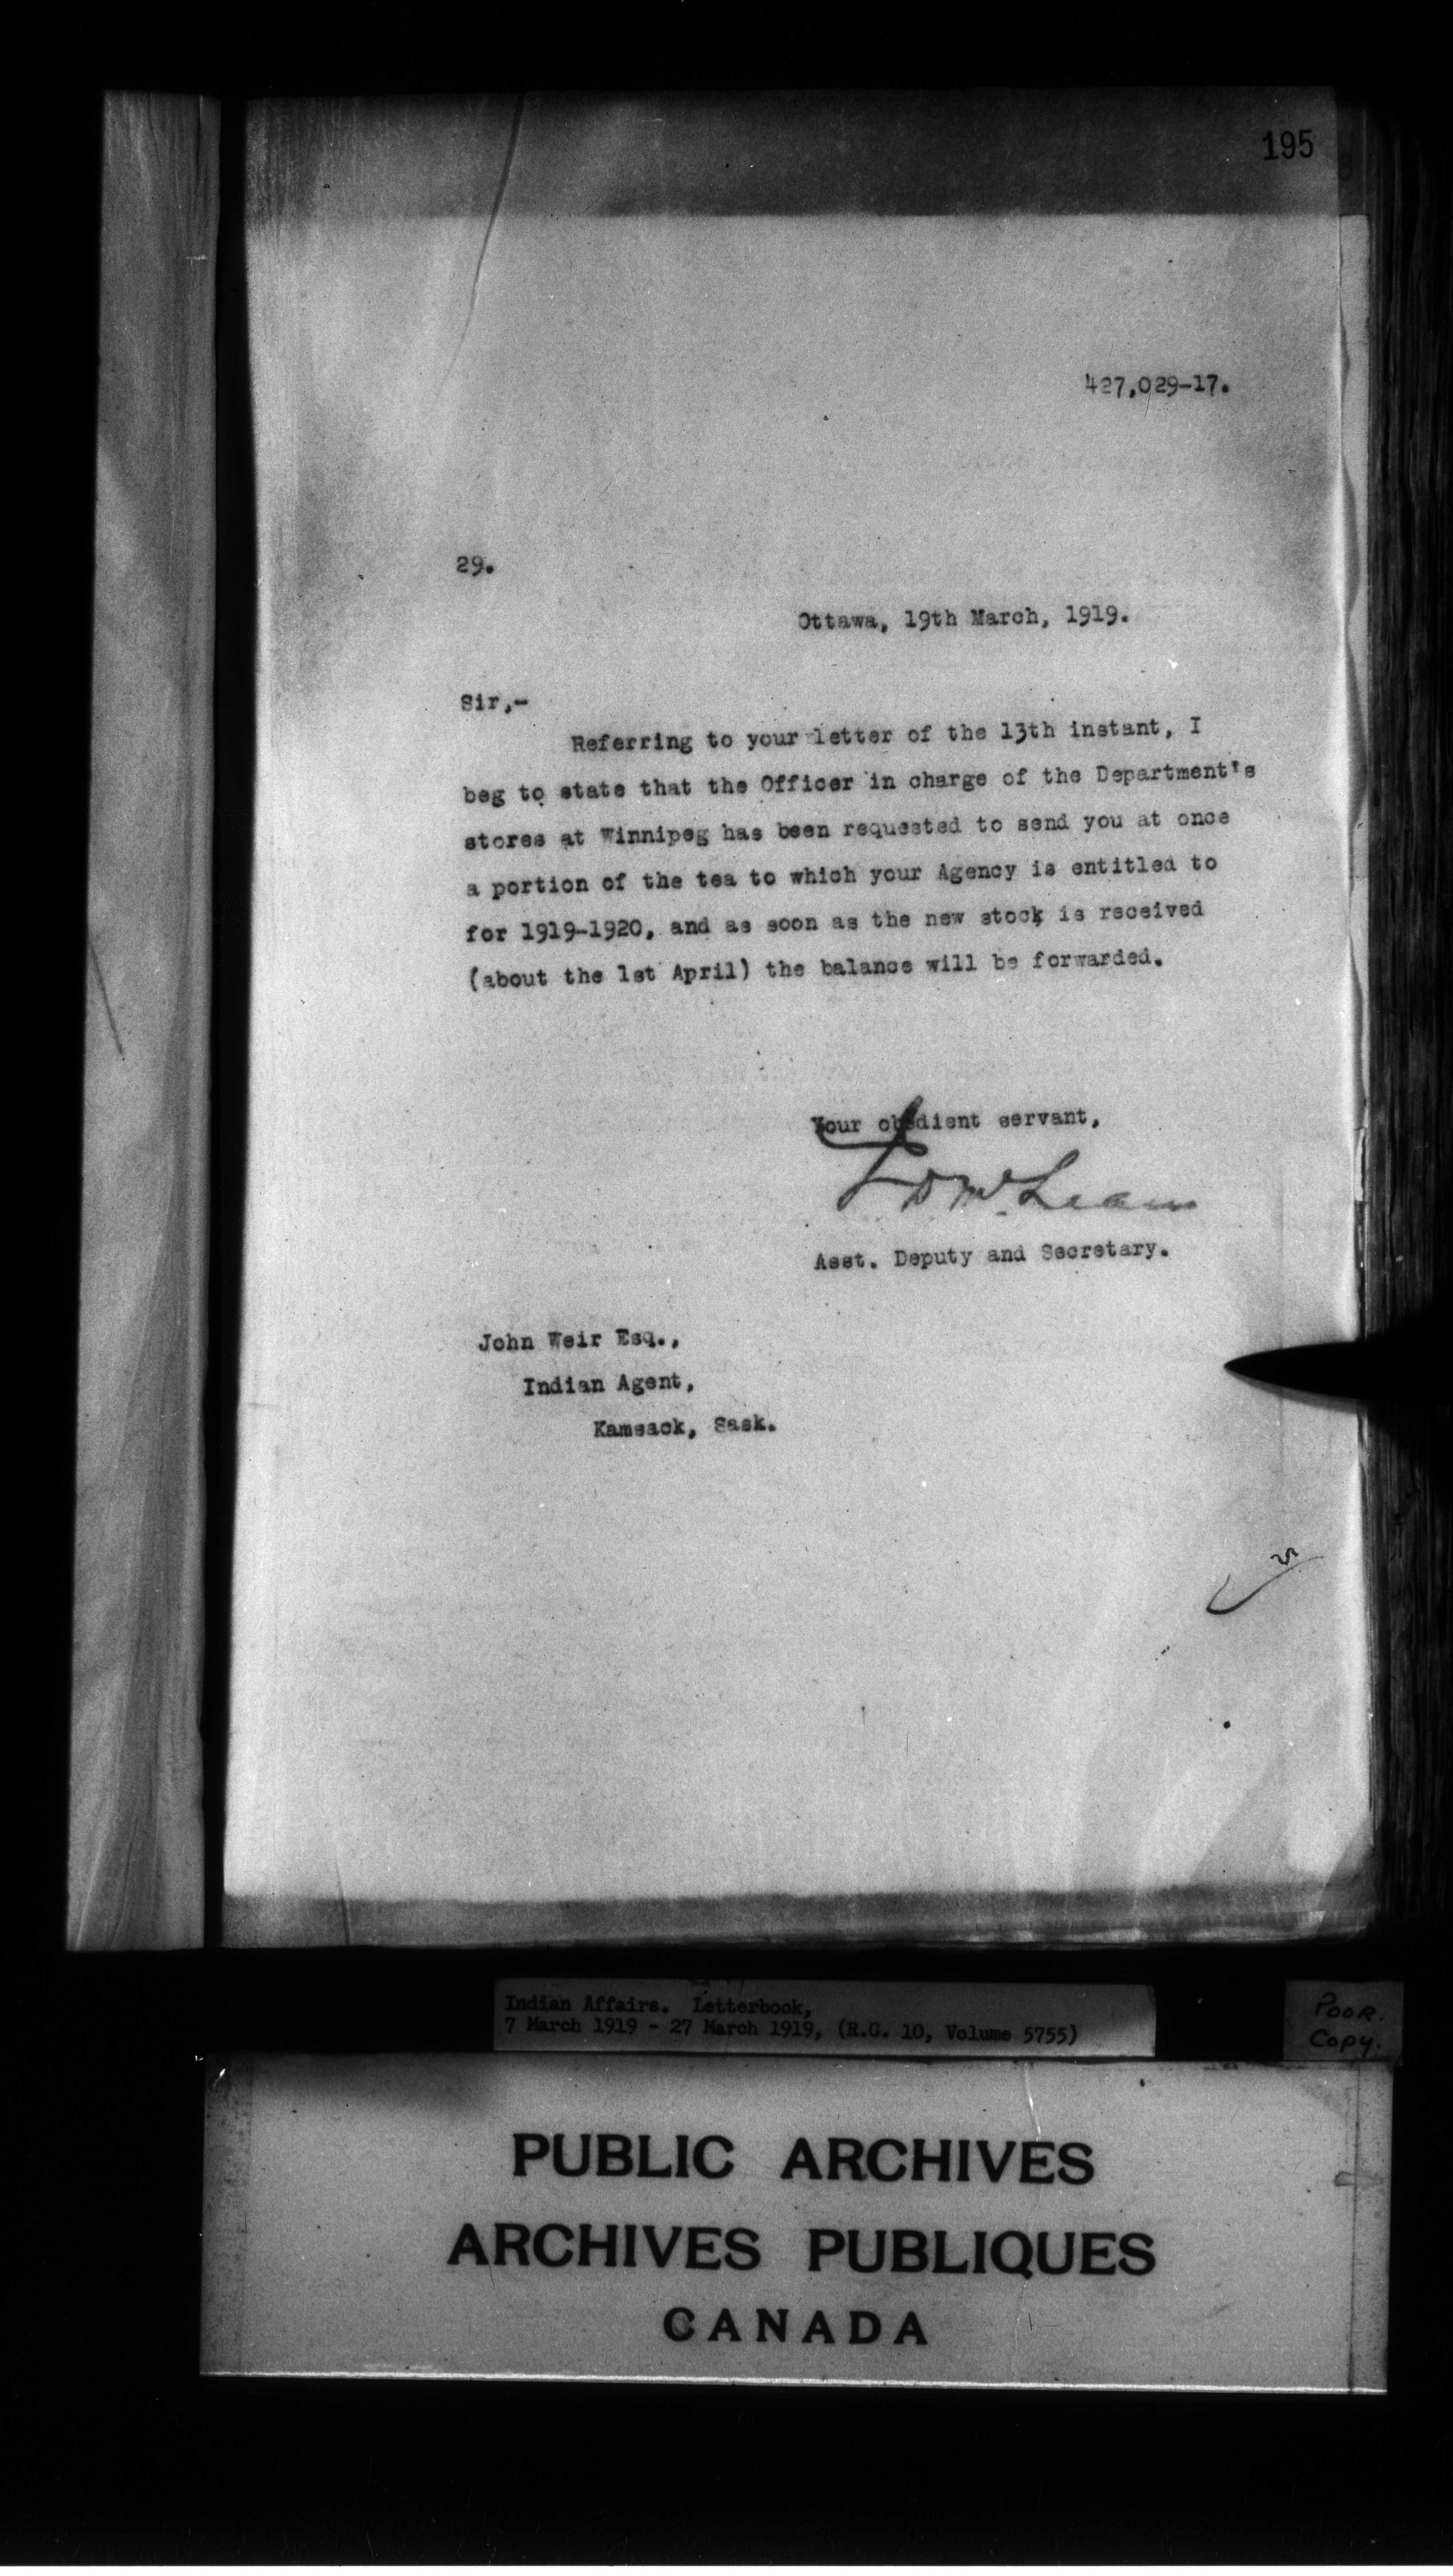 195
427,029-17.
29.
Ottawa, 19th March, 1919.
Sir,-
Referring to your letter of the 13th instant, I
beg to state that the Officer in charge of the Department's
stores at Winnipeg has been requested to send you at once
a portion of the tea to which your Agency is entitled to
for 1919-1920, and as soon as the new stock is received
(about the 1st April) the balance will be forwarded.
Your obedient servant,
J D McLean
Asst. Deputy and Secretary.
John Weir Esq.,
Indian Agent,
Kamsack, Sask.
Indian Affairs. Letterbook,
7 March 1919 - 27 March 1919, (R.G. 10, Volume 5755)
POOR.
Copy.
PUBLIC ARCHIVES
ARCHIVES PUBLIQUES
CANADA